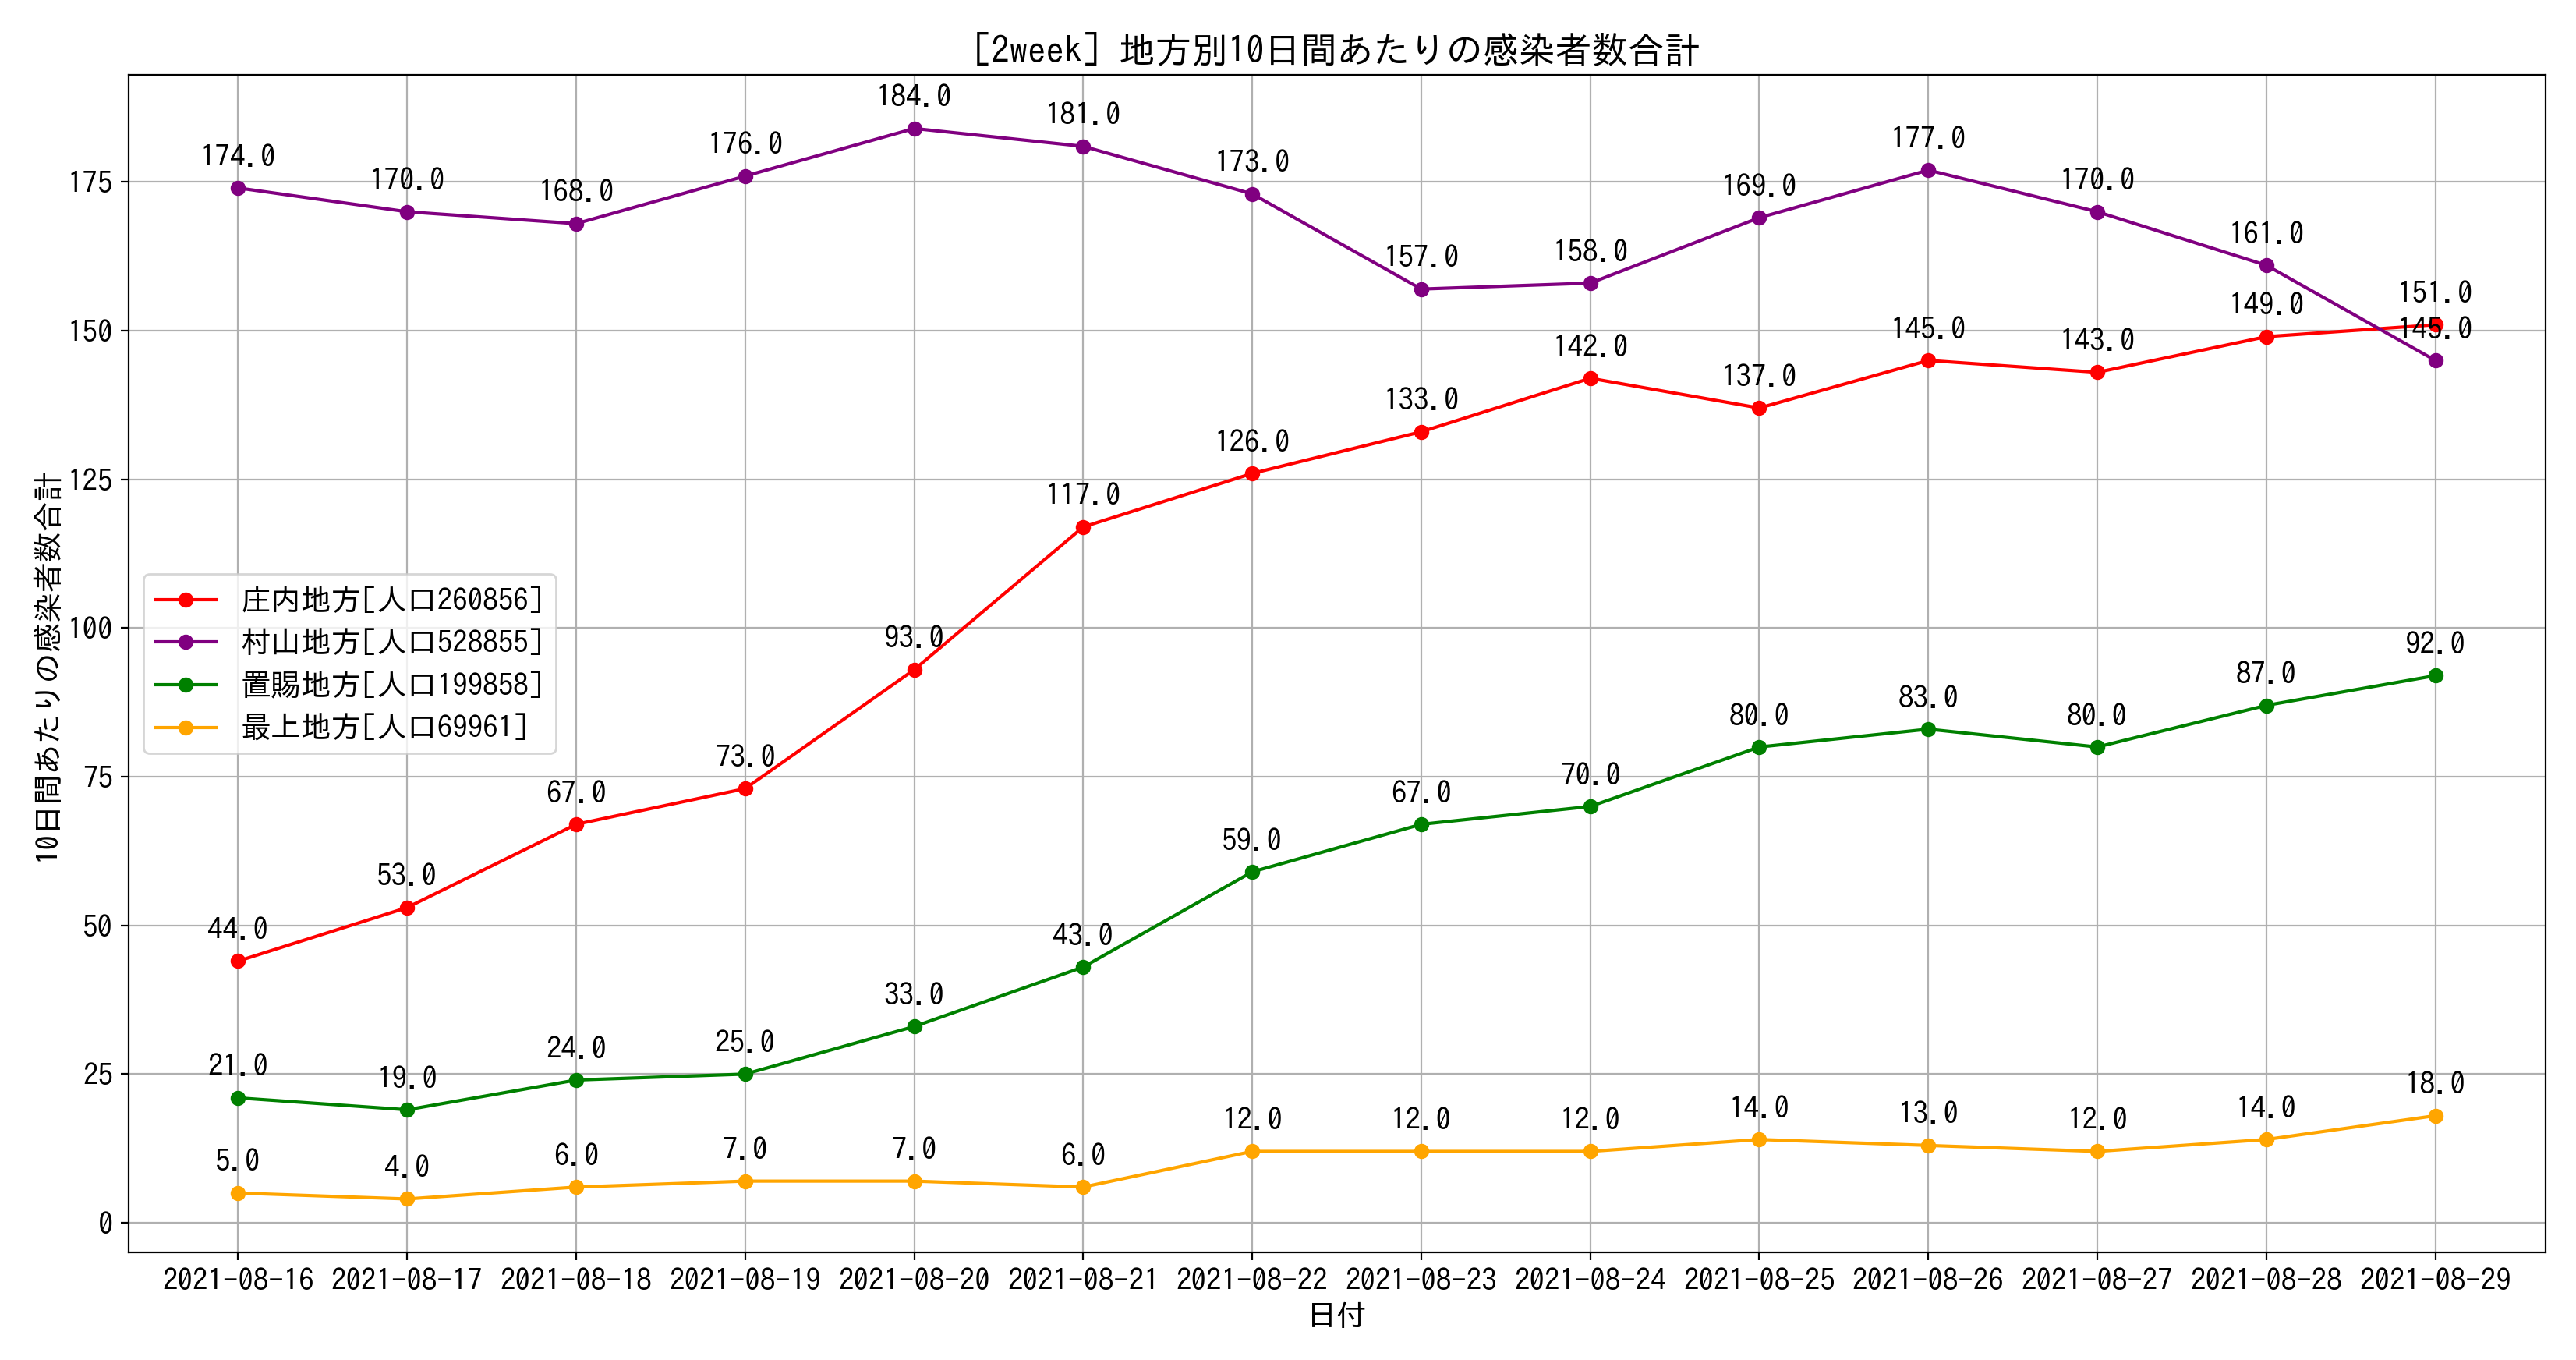 [2week] 地方別10日間あたりの感染者数合計
10日間あたりの感染者数合計
175
150
125
100
75
50
25
0
174.0 170.0 168.0 176.0 184.0 181.0 173.0 157.0 158.0 169.0 177.0 170.0 161.0 145.0
44.0 53.0 67.0 73.0 93.0 117.0 126.0 133.0 142.0 137.0 145.0 143.0 149.0 151.0
21.0 19.0 24.0 25.0 33.0 43.0 59.0 67.0 70.0 80.0 83.0 80.0 87.0 92.0
5.0 4.0 6.0 7.0 7.0 6.0 12.0 12.0 12.0 14.0 13.0 12.0 14.0 18.0
庄内地方[人口260856]
村山地方[人口528855]
置賜地方[人口199858]
最上地方[人口69961]
2021-08-16 2021-08-17 2021-08-18 2021-08-19 2021-08-20 2021-08-21 2021-08-22 2021-08-23 2021-08-24 2021-08-25 2021-08-26 2021-08-27 2021-08-28 2021-08-29
日付